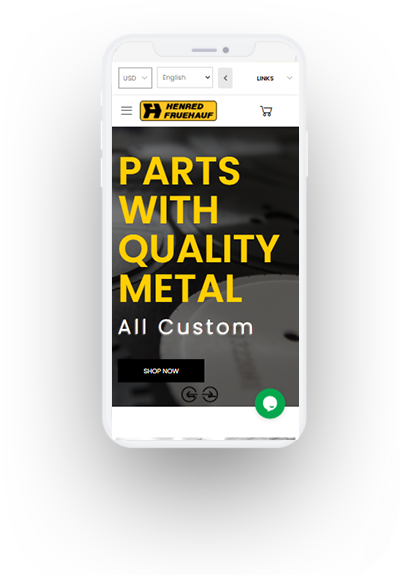 USD English LINKS
HENRED
FRUEHAUF
PARTS
WITH
QUALITY
METAL
All Custom
SHOP NOW